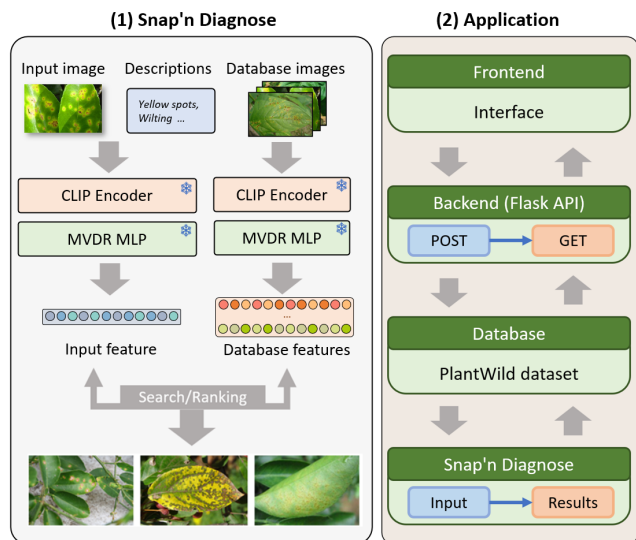 (1) Snap'n Diagnose
Input image
Descriptions
Database images
Yellow spots,
Wilting ...
CLIP Encoder
CLIP Encoder
MVDR MLP
MVDR MLP
...
Input feature
Database features
Search/Ranking
(2) Application
Frontend
Interface
Backend (Flask API)
POST
GET
Database
PlantWild dataset
Snap'n Diagnose
Input
Results